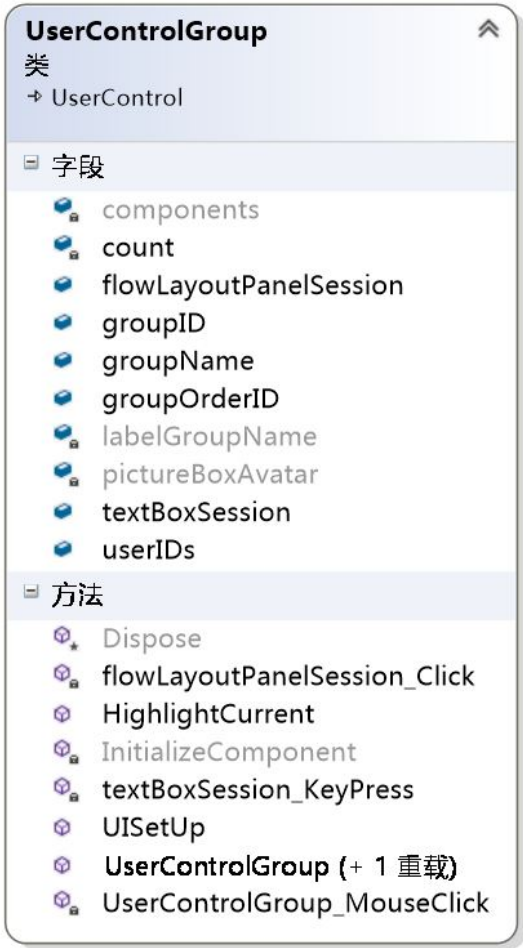 UserControlGroup
类
UserControl
字段
components
count
flowLayoutPanelSession
groupID
groupName
groupOrderID
labelGroupName
pictureBoxAvatar
textBoxSession
userIDs
方法
Dispose
flowLayoutPanelSession_Click
HighlightCurrent
InitializeComponent
textBoxSession_KeyPress
UISetUp
UserControlGroup (+ 1 重载)
UserControlGroup_MouseClick